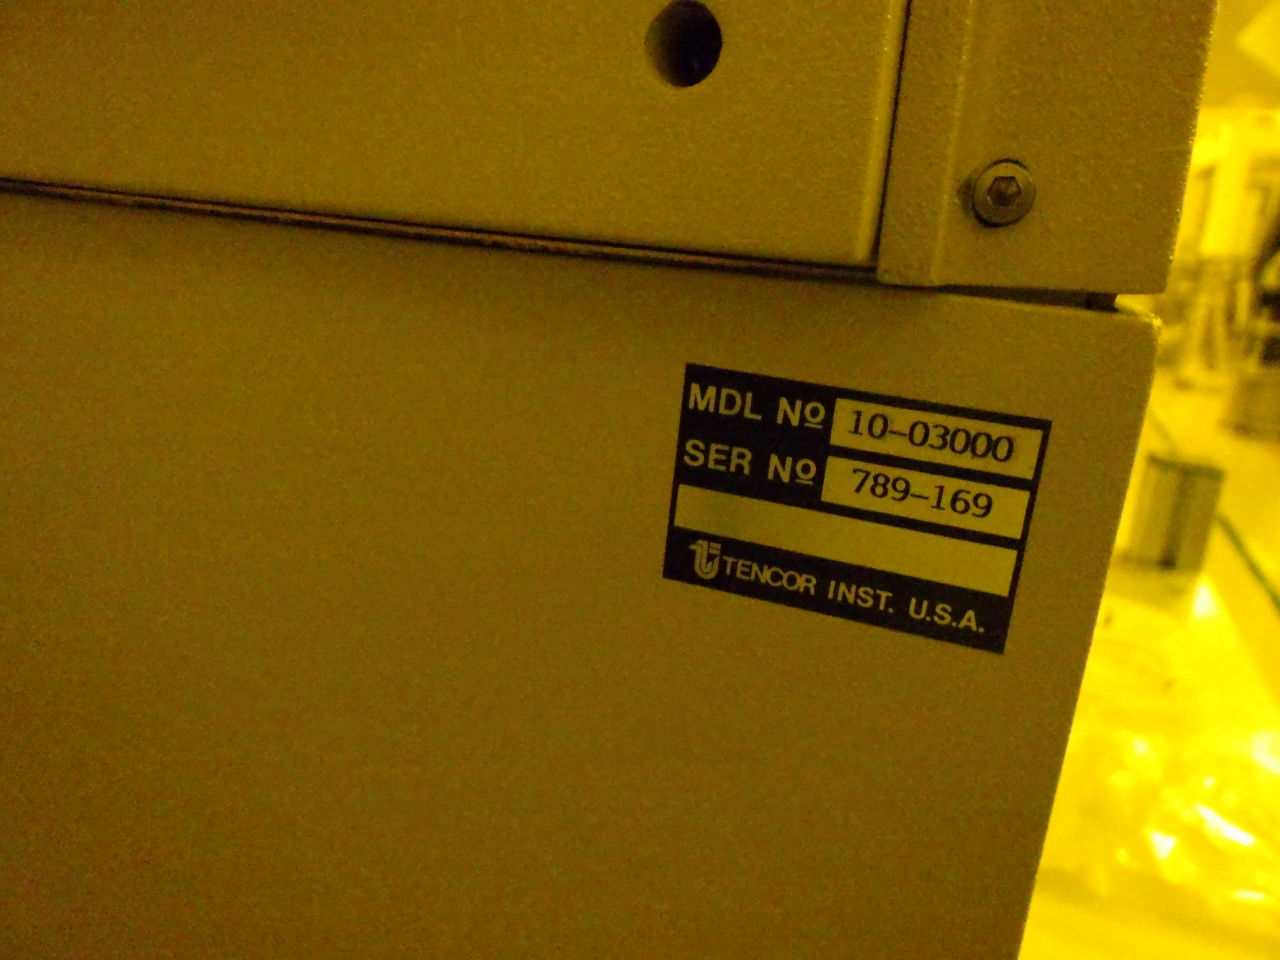 MDL Nº 10-03000
SER Nº 789-169
TENCOR INST. U.S.A.